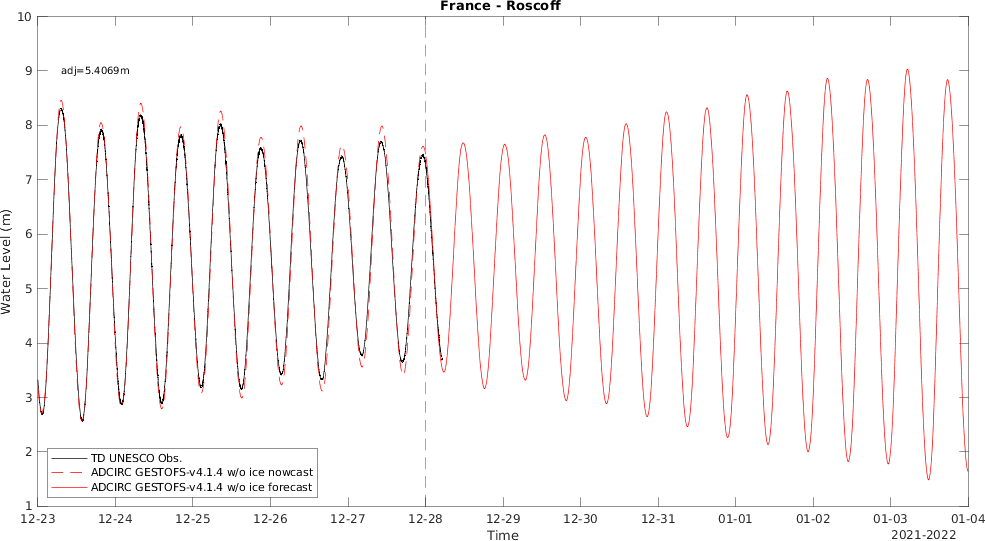 France - Roscoff
adj=5.4069m
10
9
8
7
6
5
4
3
2
1
Water Level (m)
TD UNESCO Obs.
ADCIRC GESTOFS-v4.1.4 w/o ice nowcast
ADCIRC GESTOFS-v4.1.4 w/o ice forecast
12-23 12-24 12-25 12-26 12-27 12-28 12-29 12-30 12-31 01-01 01-02 01-03 01-04
Time
2021-2022